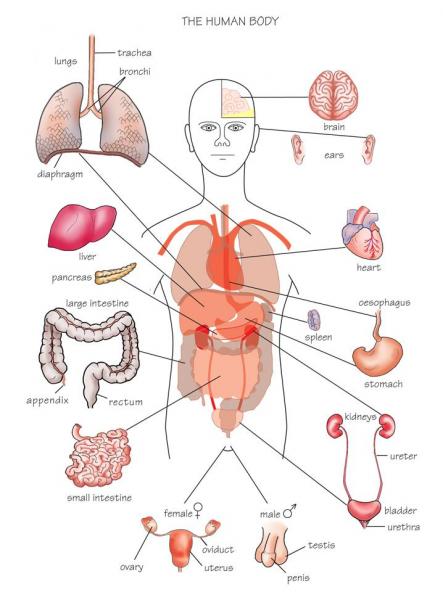 THE HUMAN BODY
lungs
trachea
bronchi
diaphragm
brain
ears
liver
pancreas
heart
large intestine
appendix
rectum
oesophagus
spleen
stomach
small intestine
kidneys
ureter
bladder
urethra
female ♀
male ♂
ovary
oviduct
uterus
testis
penis